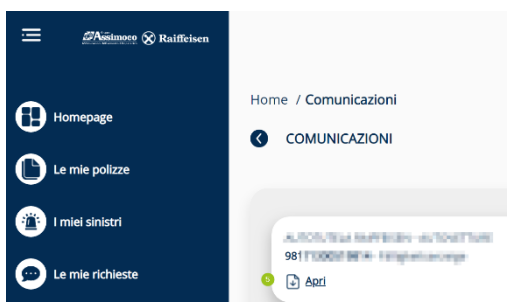 Assimoco Raiffeisen
Homepage
Le mie polizze
I miei sinistri
Le mie richieste
Home / Comunicazioni
COMUNICAZIONI
981
5
Apri